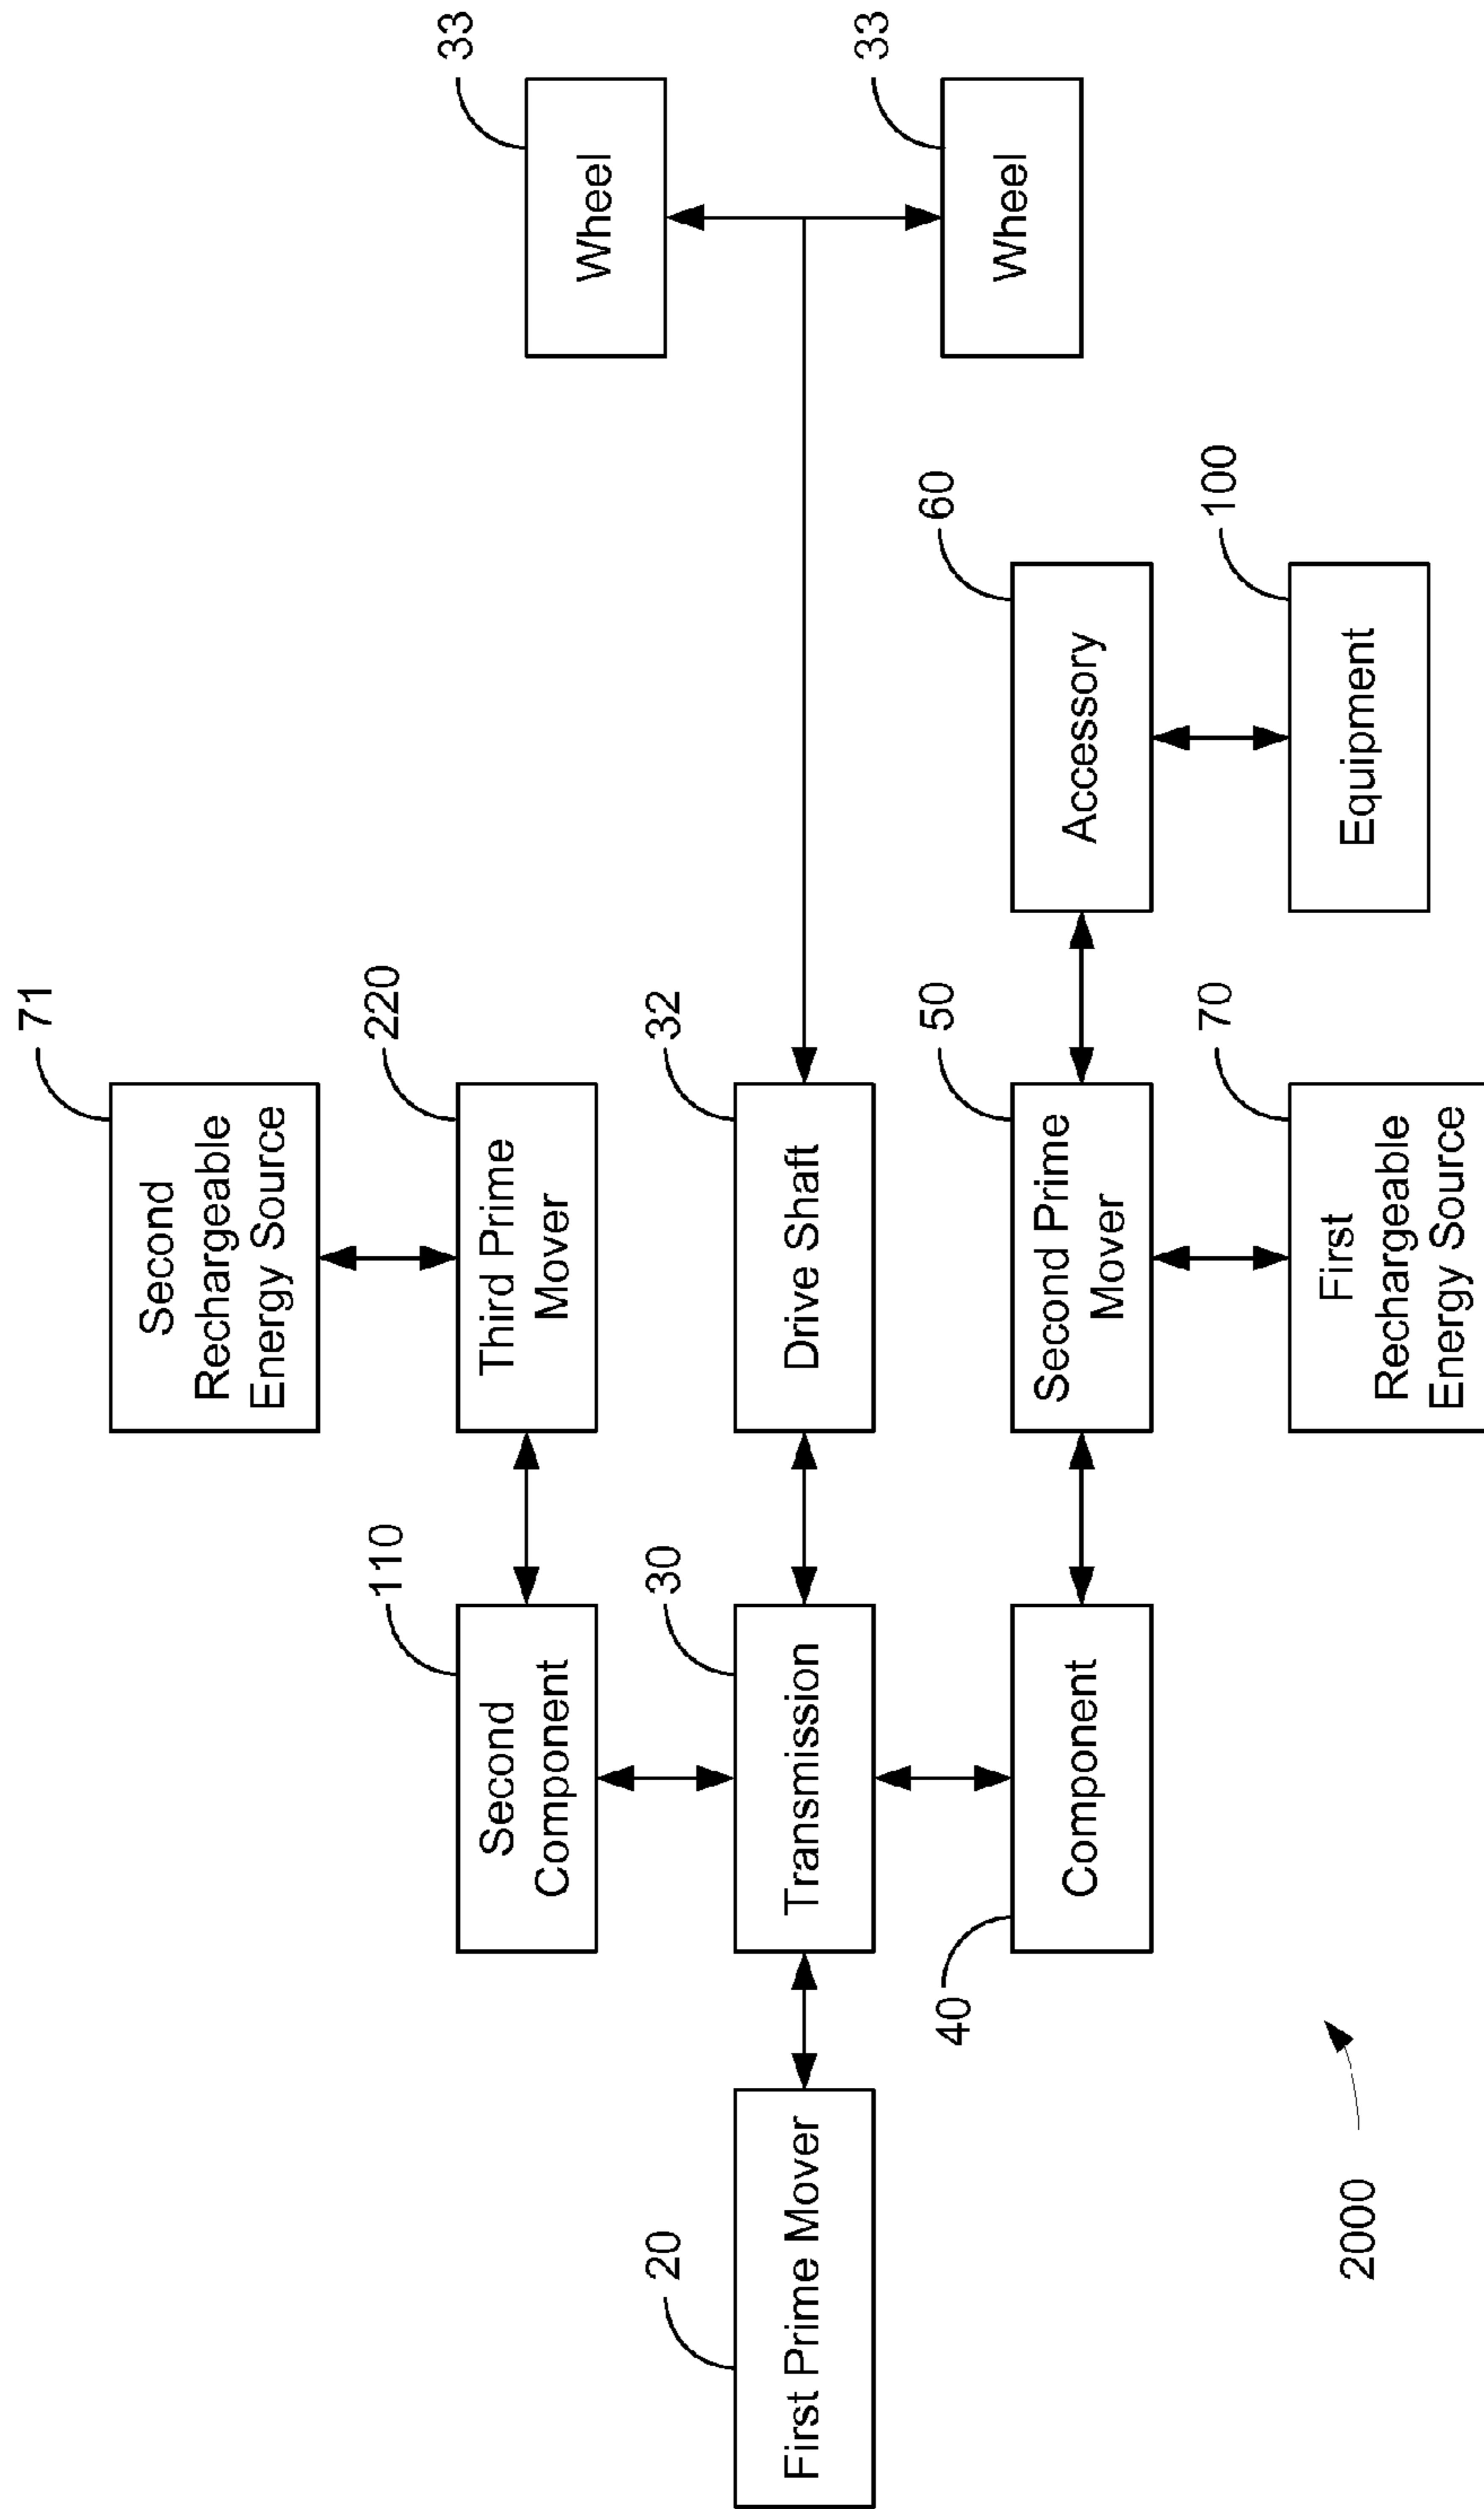 71
Second
Rechargeable
Energy Source
110
220
33
Second
Component
Third Prime
Mover
Wheel
20
30
32
First Prime Mover
Transmission
Drive Shaft
33
Wheel
40
50
60
Component
Second Prime
Mover
Accessory
70
100
2000
First
Rechargeable
Energy Source
Equipment